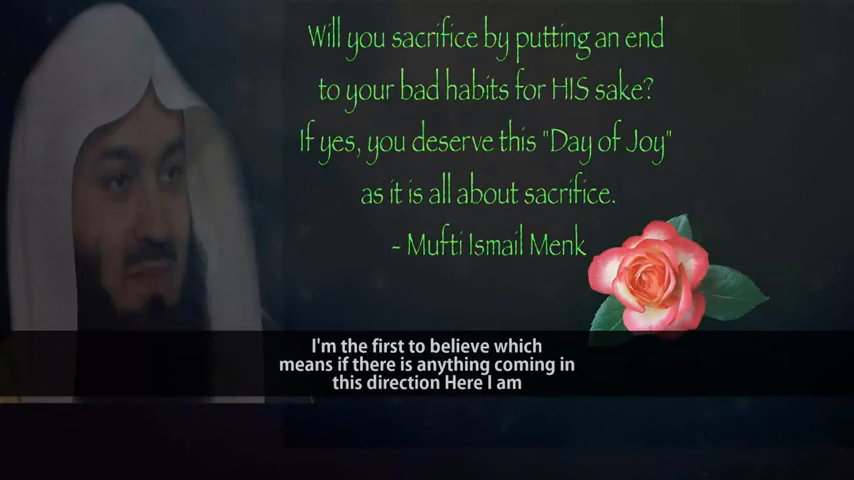 Will you sacrifice by putting an end
to your bad habits for HIS sake?
If yes, you deserve this "Day of Joy"
as it is all about sacrifice.
- Mufti Ismail Menk
I'm the first to believe which
means if there is anything coming in
this direction Here I am